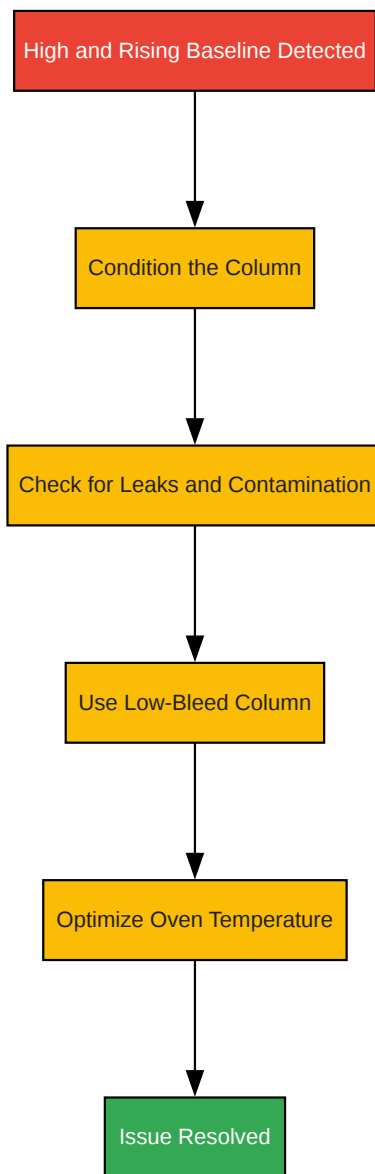 High and Rising Baseline Detected
Condition the Column
Check for Leaks and Contamination
Use Low-Bleed Column
Optimize Oven Temperature
Issue Resolved